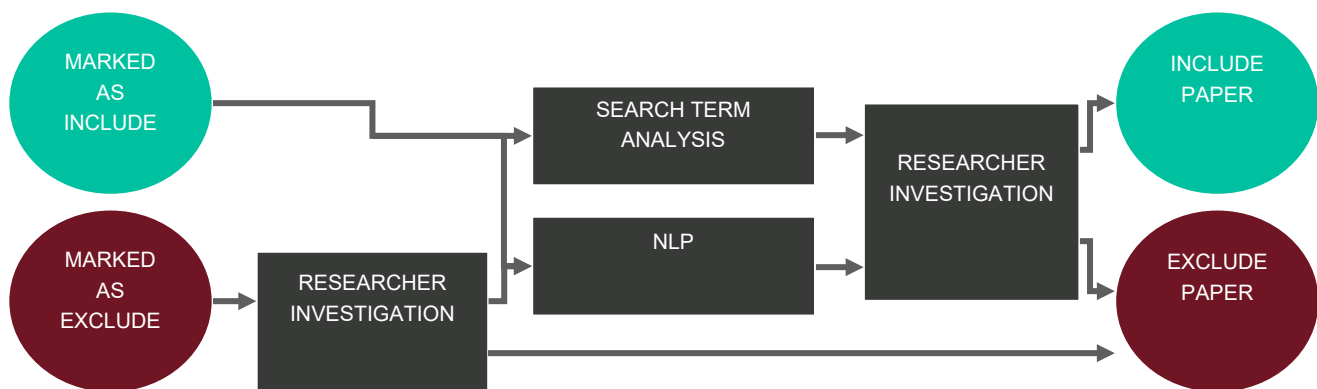 MARKED
AS
INCLUDE
SEARCH TERM
ANALYSIS
RESEARCHER
INVESTIGATION
INCLUDE
PAPER
MARKED
AS
EXCLUDE
RESEARCHER
INVESTIGATION
NLP
EXCLUDE
PAPER